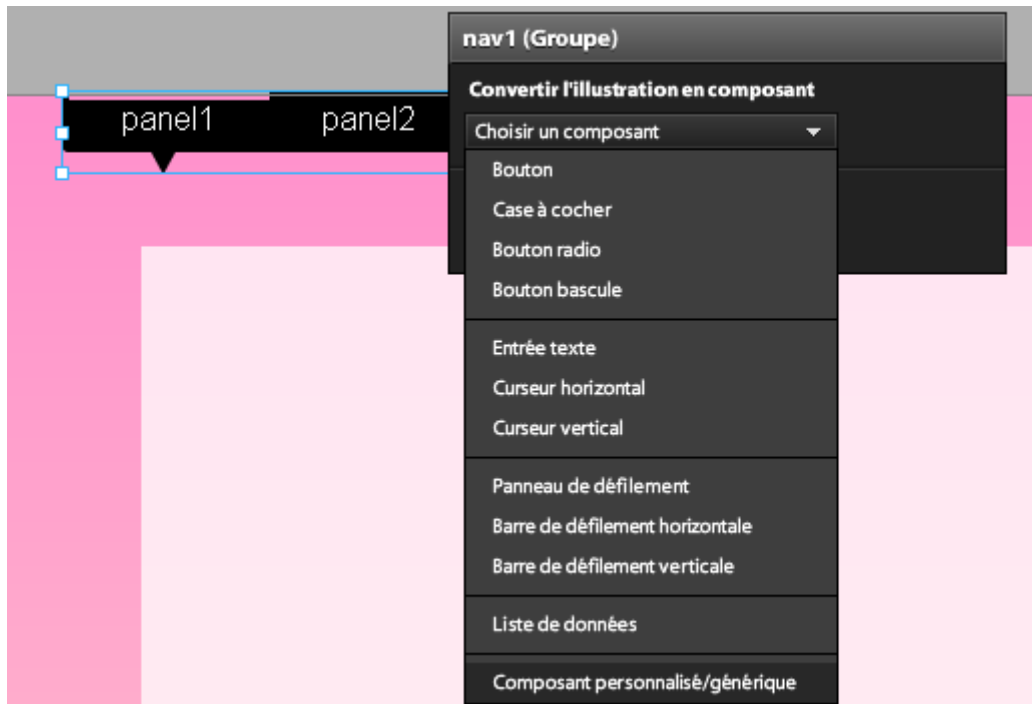 nav1 (Groupe)
Convertir l'illustration en composant
panel1 panel2
Choisir un composant
Bouton
Case à cocher
Bouton radio
Bouton bascule
Entrée texte
Curseur horizontal
Curseur vertical
Panneau de défilement
Barre de défilement horizontale
Barre de défilement verticale
Liste de données
Composant personnalisé/générique